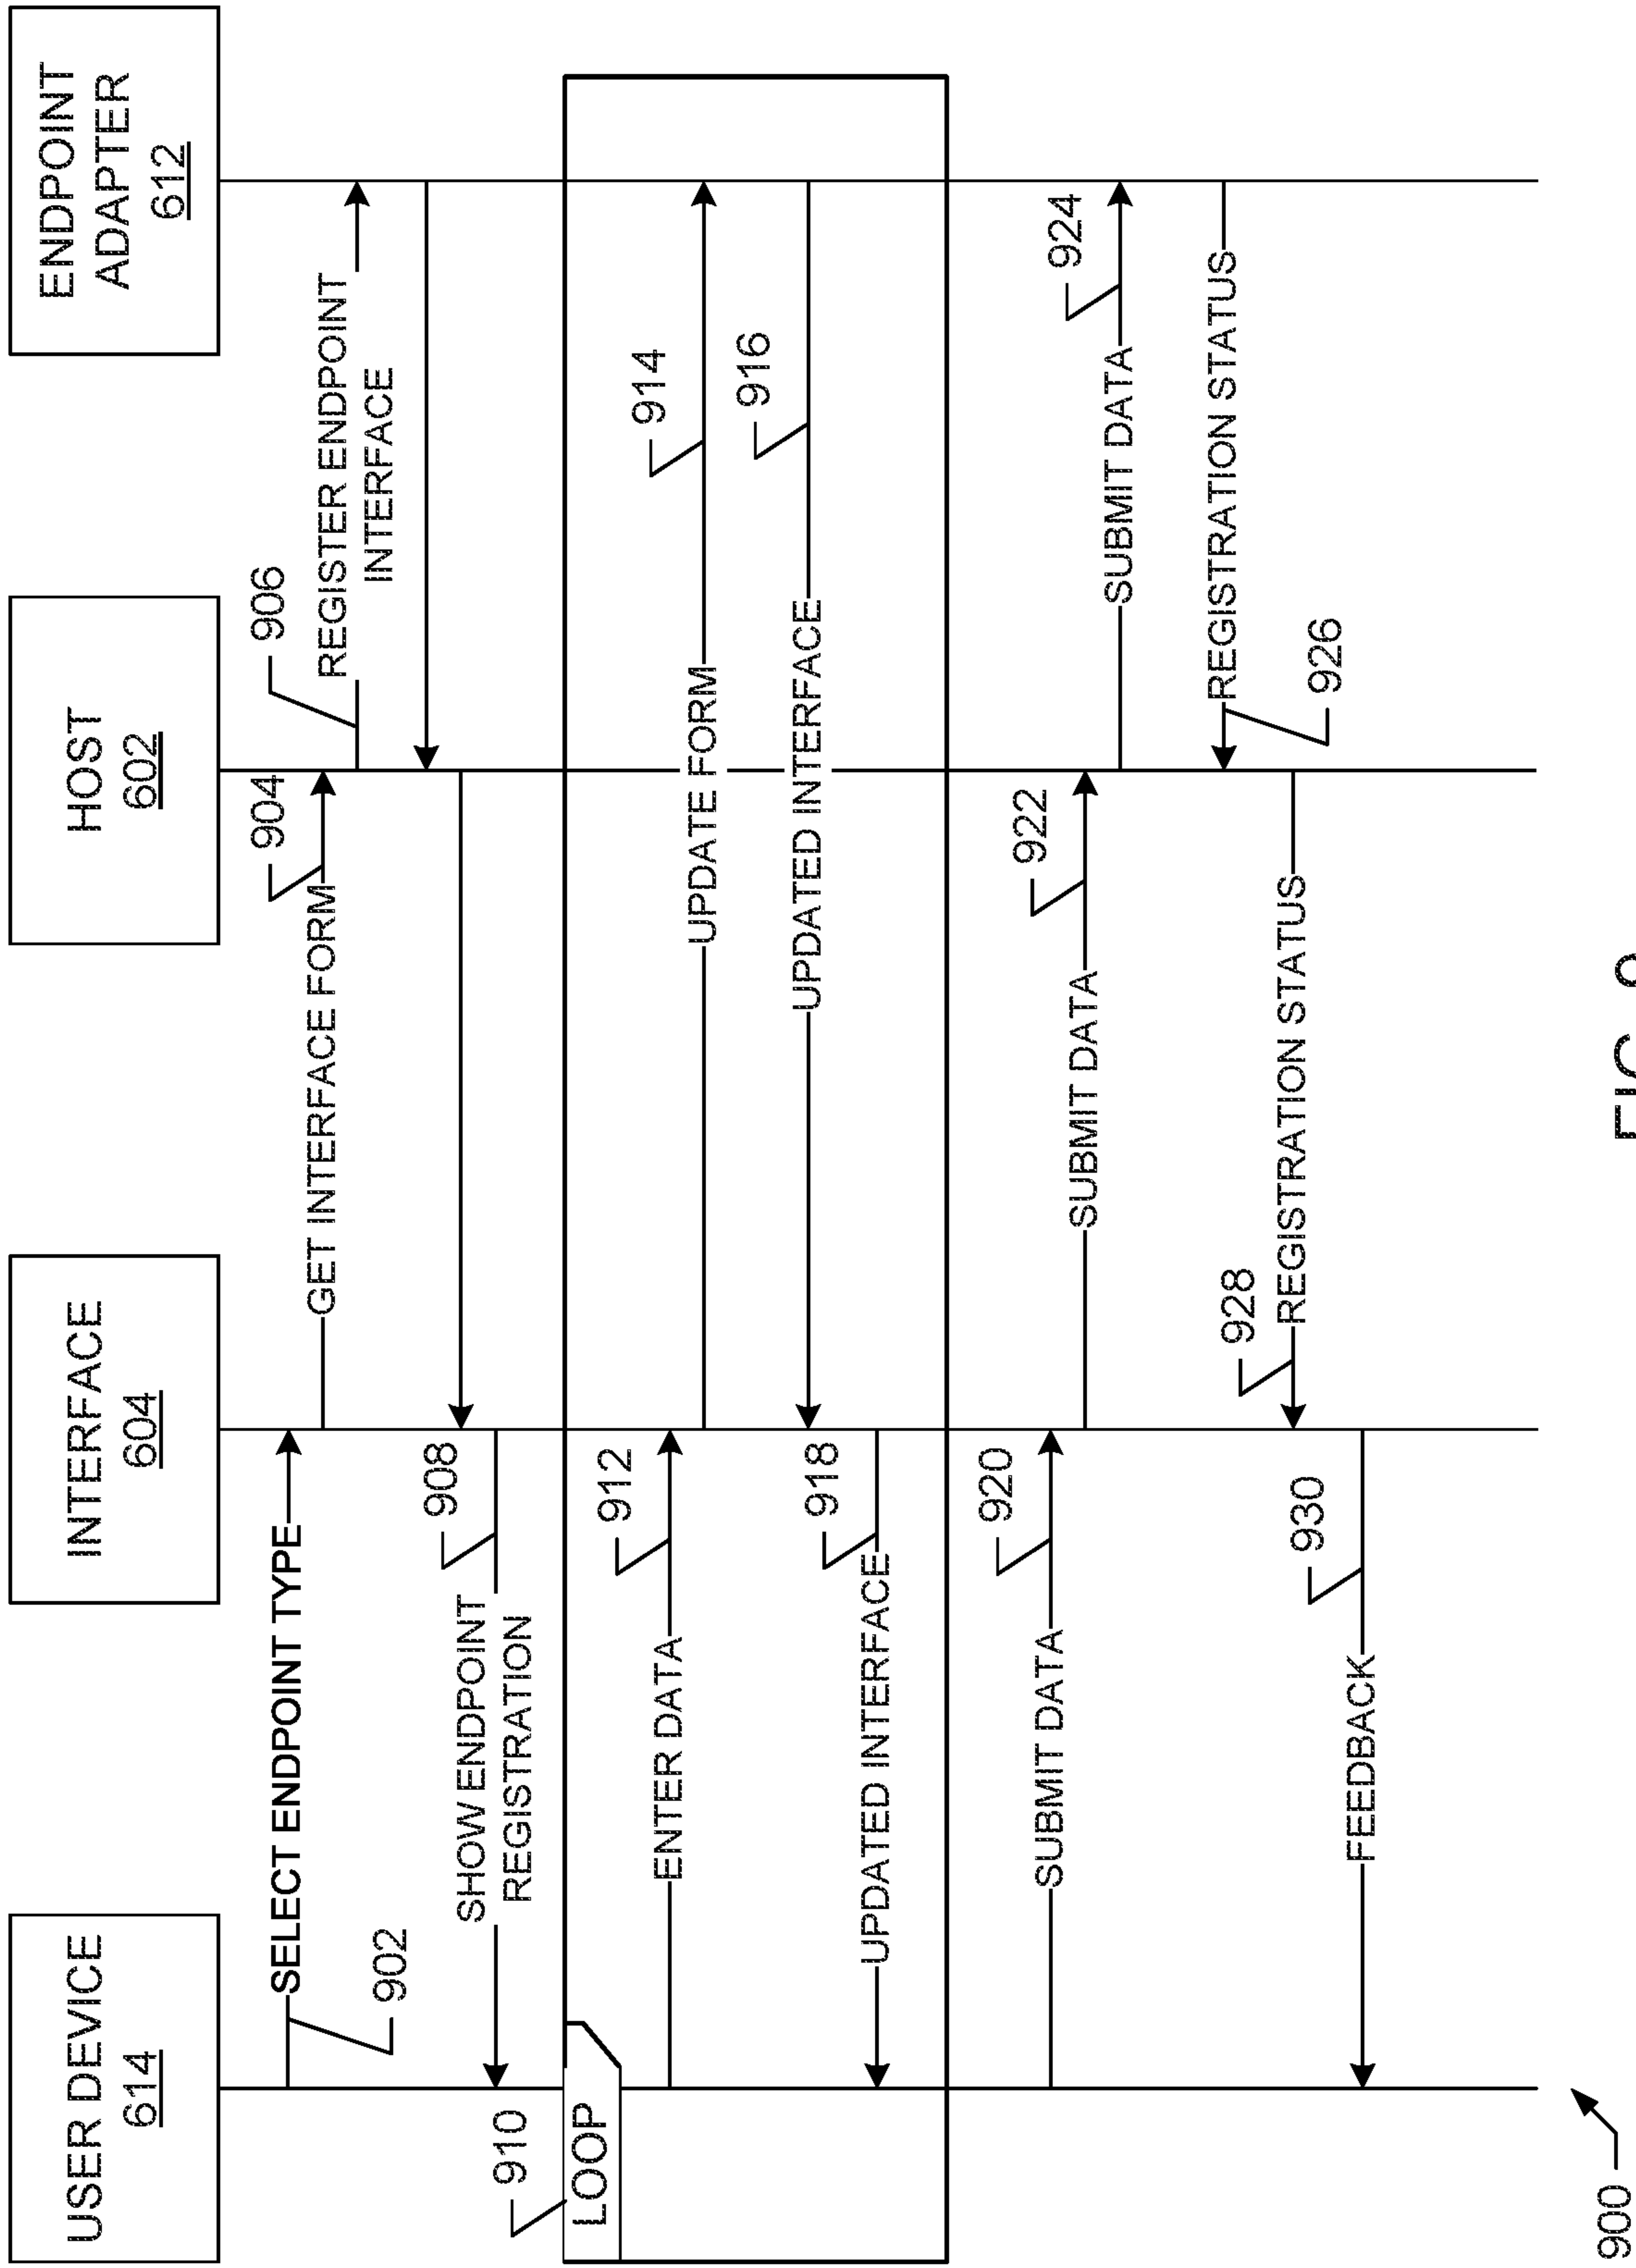 USER DEVICE
614
INTERFACE
604
HOST
602
ENDPOINT
ADAPTER
612
904
906
SELECT ENDPOINT TYPE
902
GET INTERFACE FORM
REGISTER ENDPOINT
INTERFACE
908
SHOW ENDPOINT
REGISTRATION
910
LOOP
912
ENTER DATA
914
UPDATE FORM
916
UPDATED INTERFACE
918
UPDATED INTERFACE
920
SUBMIT DATA
922
SUBMIT DATA
924
SUBMIT DATA
REGISTRATION STATUS
926
928
REGISTRATION STATUS
930
FEEDBACK
900
FIG.